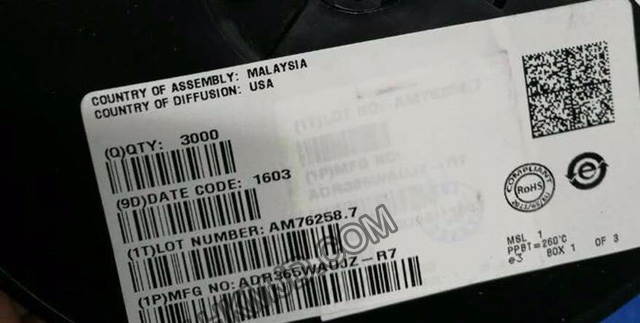 COUNTRY OF ASSEMBLY: MALAYSIA
COUNTRY OF DIFFUSION: USA
(Q)QTY: 3000
(9D)DATE CODE: 1603
(1T)LOT NUMBER: AM76258.7
(1P)MFG NO: ADR366WAUJZ-R7
COMPLIANT
RoHS
e
MSL 1
PPBT=260°C
e3 BOX 1 OF 3